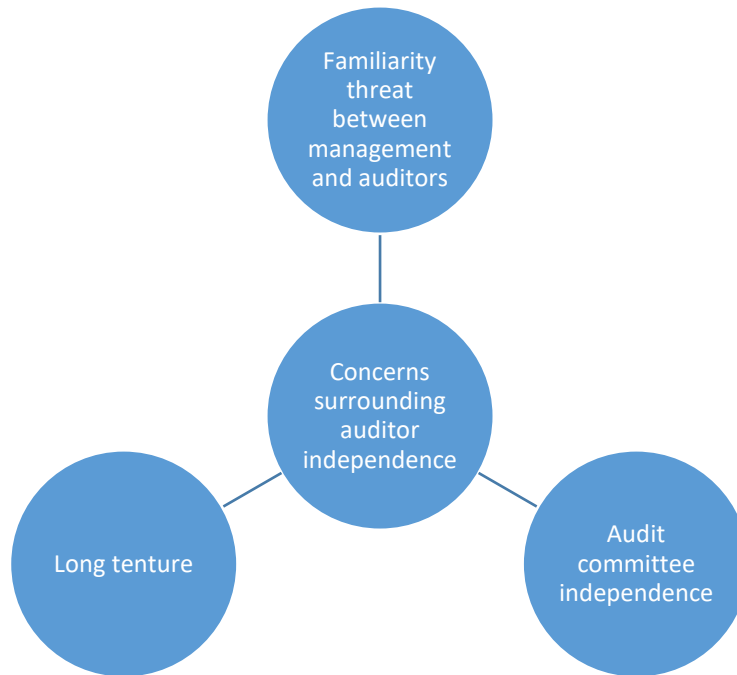 Familiarity
threat
between
management
and auditors
Concerns
surrounding
auditor
independence
Long tenture
Audit
committee
independence